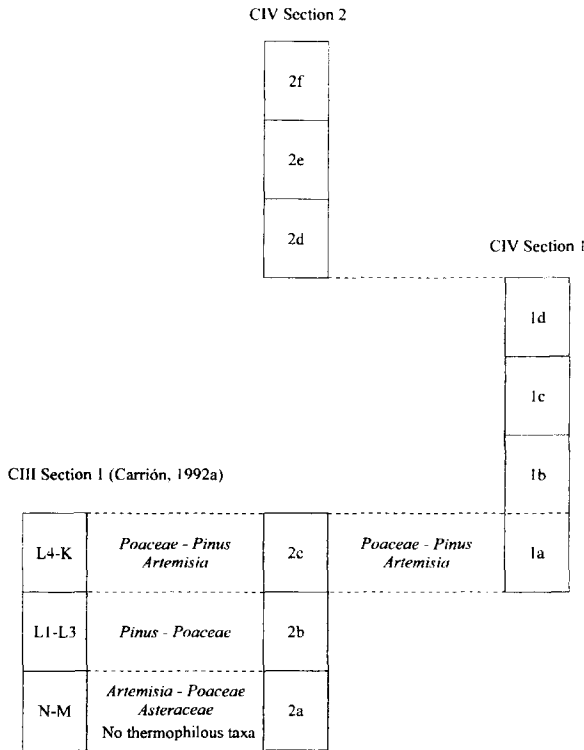 CIV Section 2
2f
2e
2d
CIV Section 1
1d
1c
1b
CIII Section 1 (Carrión, 1992a)
L4-K
Poaceae - Pinus
Artemisia
2c
Poaceae - Pinus
Artemisia
1a
L1-L3
Pinus - Poaceae
2b
N-M
Artemisia - Poaceae
Asteraceae
No thermophilous taxa
2a